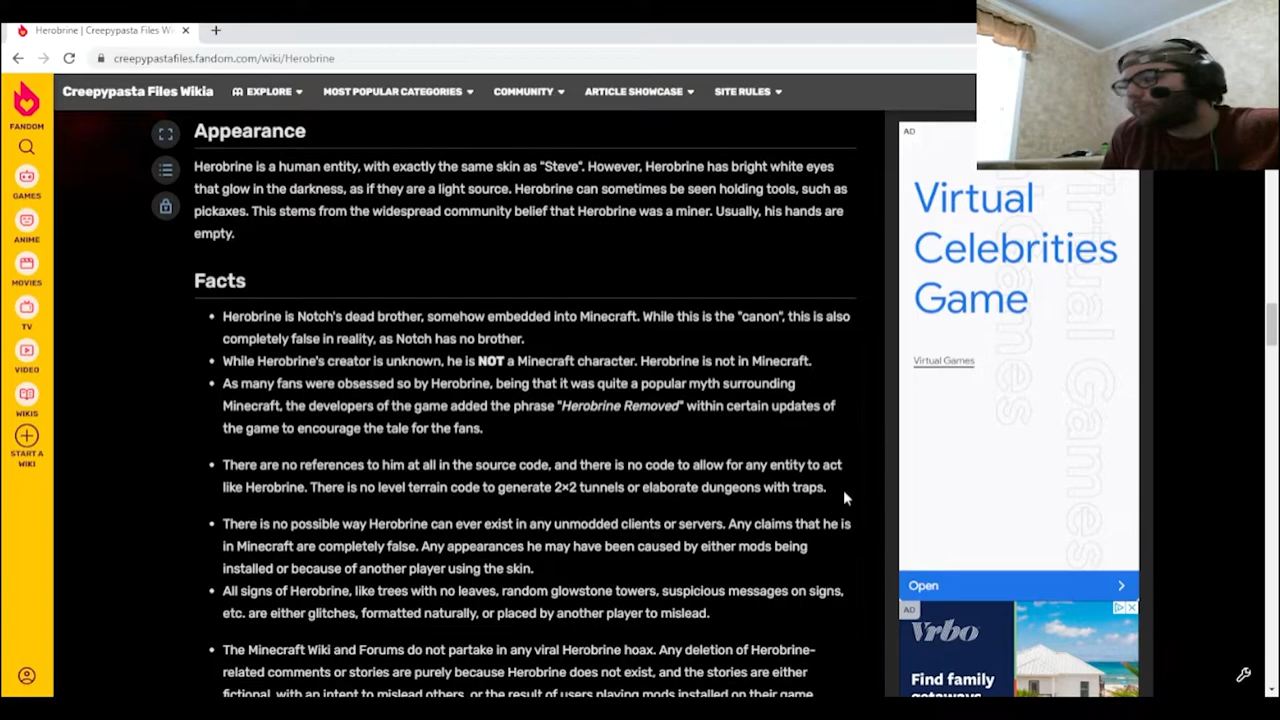 Herobrine | Creepypasta Files Wi
creepypastafiles.fandom.com/wiki/Herobrine
FANDOM
GAMES
ANIME
MOVIES
TV
VIDEO
WIKIS
START A
WIKI
Creepypasta Files Wikia
EXPLORE
MOST POPULAR CATEGORIES
COMMUNITY
ARTICLE SHOWCASE
SITE RULES
Appearance
Herobrine is a human entity, with exactly the same skin as "Steve". However, Herobrine has bright white eyes
that glow in the darkness, as if they are a light source. Herobrine can sometimes be seen holding tools, such as
pickaxes. This stems from the widespread community belief that Herobrine was a miner. Usually, his hands are
empty.
Facts
• Herobrine is Notch's dead brother, somehow embedded into Minecraft. While this is the "canon", this is also
completely false in reality, as Notch has no brother.
• While Herobrine's creator is unknown, he is NOT a Minecraft character. Herobrine is not in Minecraft.
• As many fans were obsessed so by Herobrine, being that it was quite a popular myth surrounding
Minecraft, the developers of the game added the phrase "Herobrine Removed" within certain updates of
the game to encourage the tale for the fans.
• There are no references to him at all in the source code, and there is no code to allow for any entity to act
like Herobrine. There is no level terrain code to generate 2×2 tunnels or elaborate dungeons with traps.
• There is no possible way Herobrine can ever exist in any unmodded clients or servers. Any claims that he is
in Minecraft are completely false. Any appearances he may have been caused by either mods being
installed or because of another player using the skin.
• All signs of Herobrine, like trees with no leaves, random glowstone towers, suspicious messages on signs,
etc. are either glitches, formatted naturally, or placed by another player to mislead.
• The Minecraft Wiki and Forums do not partake in any viral Herobrine hoax. Any deletion of Herobrine-
related comments or stories are purely because Herobrine does not exist, and the stories are either
fictional, with an intent to mislead others, or the result of users playing mods installed on their game
AD
Virtual
Celebrities
Game
Virtual Games
Virtual Games
Open
AD
Vrbo
Find family
getaways